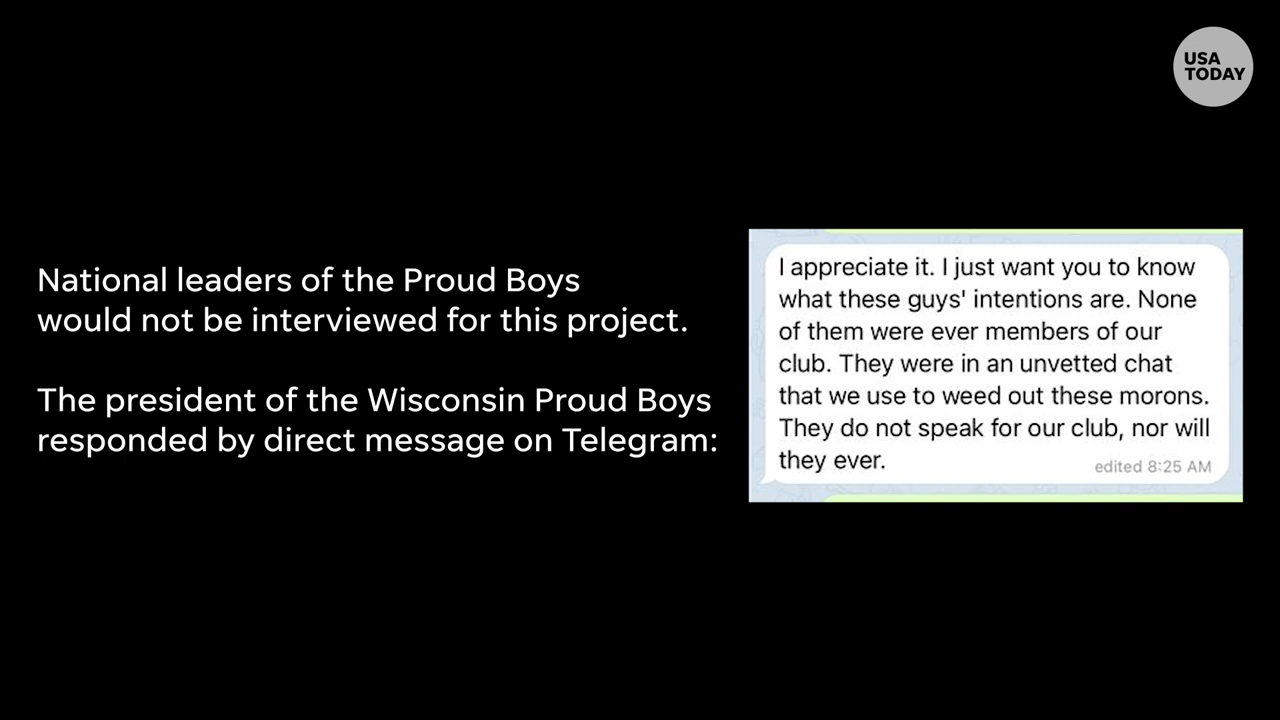 USA
TODAY
National leaders of the Proud Boys
would not be interviewed for this project.
The president of the Wisconsin Proud Boys
responded by direct message on Telegram:
I appreciate it. I just want you to know
what these guys' intentions are. None
of them were ever members of our
club. They were in an unvetted chat
that we use to weed out these morons.
They do not speak for our club, nor will
they ever.
edited 8:25 AM